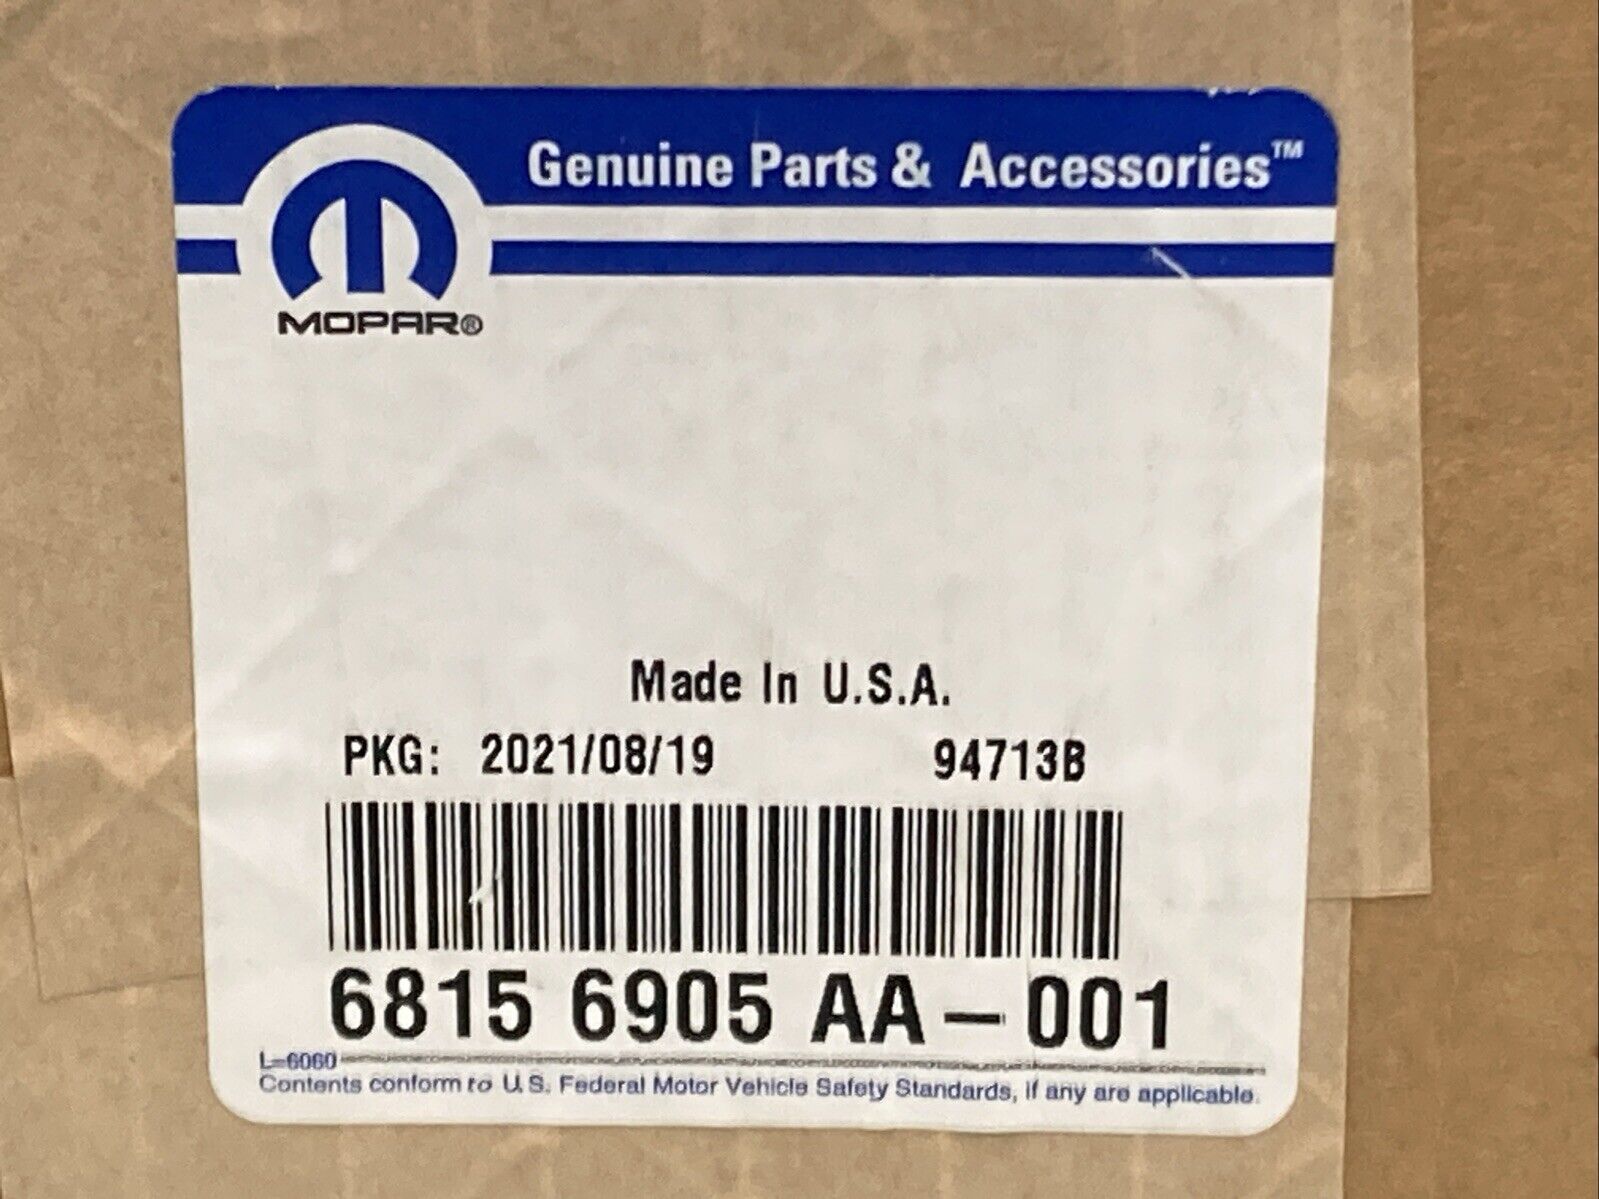 Genuine Parts & Accessories™
MOPAR®
Made In U.S.A.
PKG: 2021/08/19 94713B
6815 6905 AA-001
L-6060
Contents conform to U.S. Federal Motor Vehicle Safety Standards, if any are applicable.